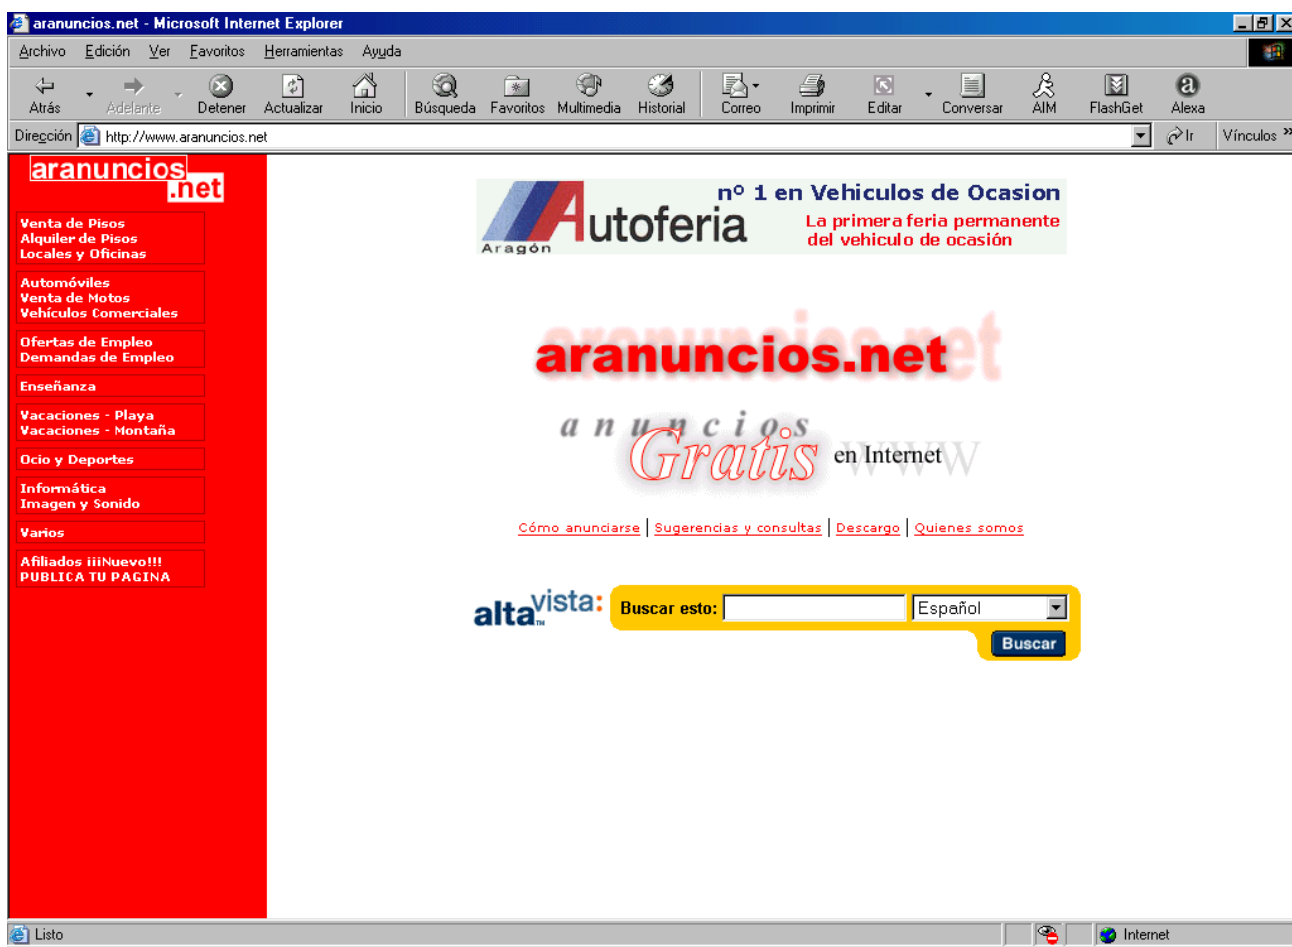 aranuncios.net - Microsoft Internet Explorer
Archivo Edición Ver Favoritos Herramientas Ayuda
Atrás Adelante Detener Actualizar Inicio Búsqueda Favoritos Multimedia Historial Correo Imprimir Editar Conversar AIM FlashGet Alexa
Dirección http://www.aranuncios.net Ir Vínculos »
aranuncios
.net
Venta de Pisos
Alquiler de Pisos
Locales y Oficinas
Automóviles
Venta de Motos
Vehículos Comerciales
Ofertas de Empleo
Demandas de Empleo
Enseñanza
Vacaciones - Playa
Vacaciones - Montaña
Ocio y Deportes
Informática
Imagen y Sonido
Varios
Afiliados ¡¡¡Nuevo!!!
PUBLICA TU PAGINA
Autoferia
Aragón
nº 1 en Vehiculos de Ocasion
La primera feria permanente
del vehiculo de ocasión
aranuncios.net
anuncios
Gratis en Internet WWW
Cómo anunciarse | Sugerencias y consultas | Descargo | Quienes somos
altavista: Buscar esto: Español
Buscar
Listo Internet